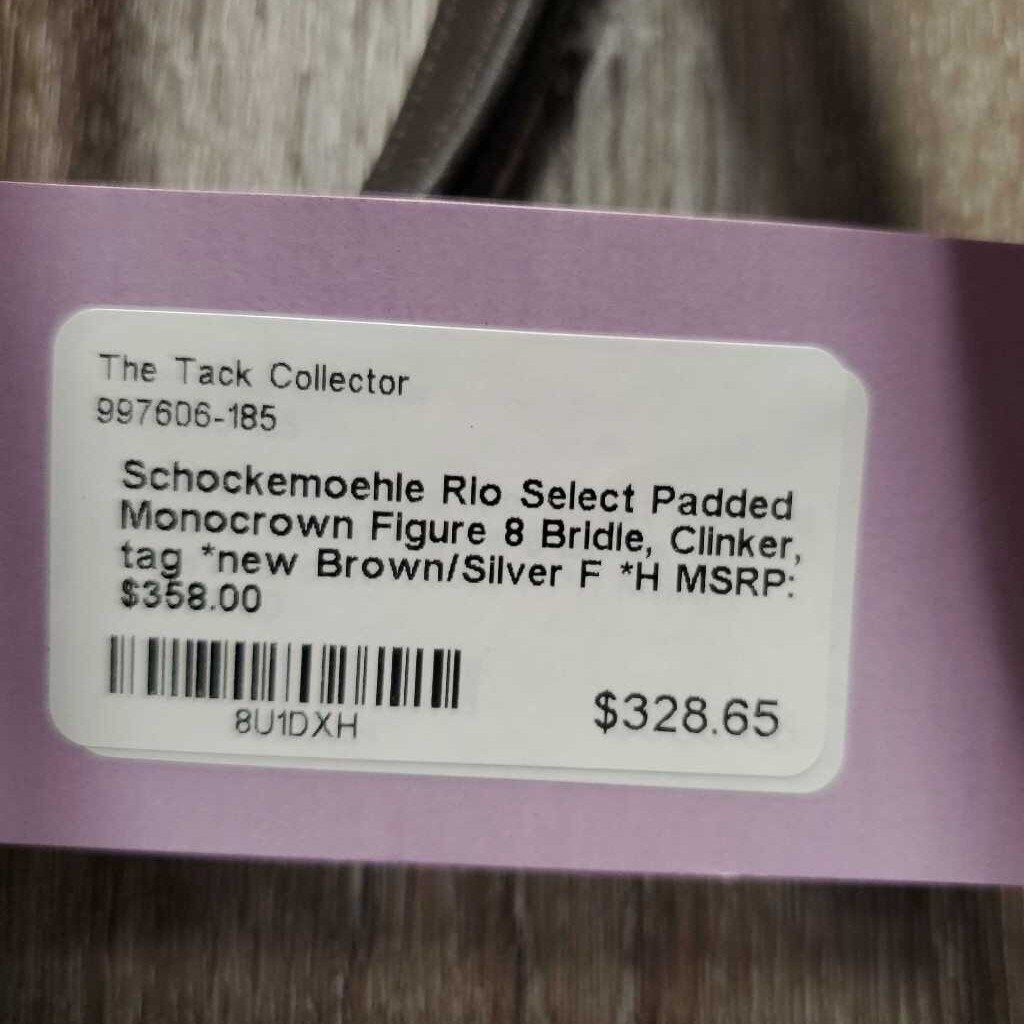 The Tack Collector
997606-185
Schockemoehle Rio Select Padded
Monocrown Figure 8 Bridle, Clinker,
tag *new Brown/Silver F *H MSRP:
$358.00
8U1DXH
$328.65